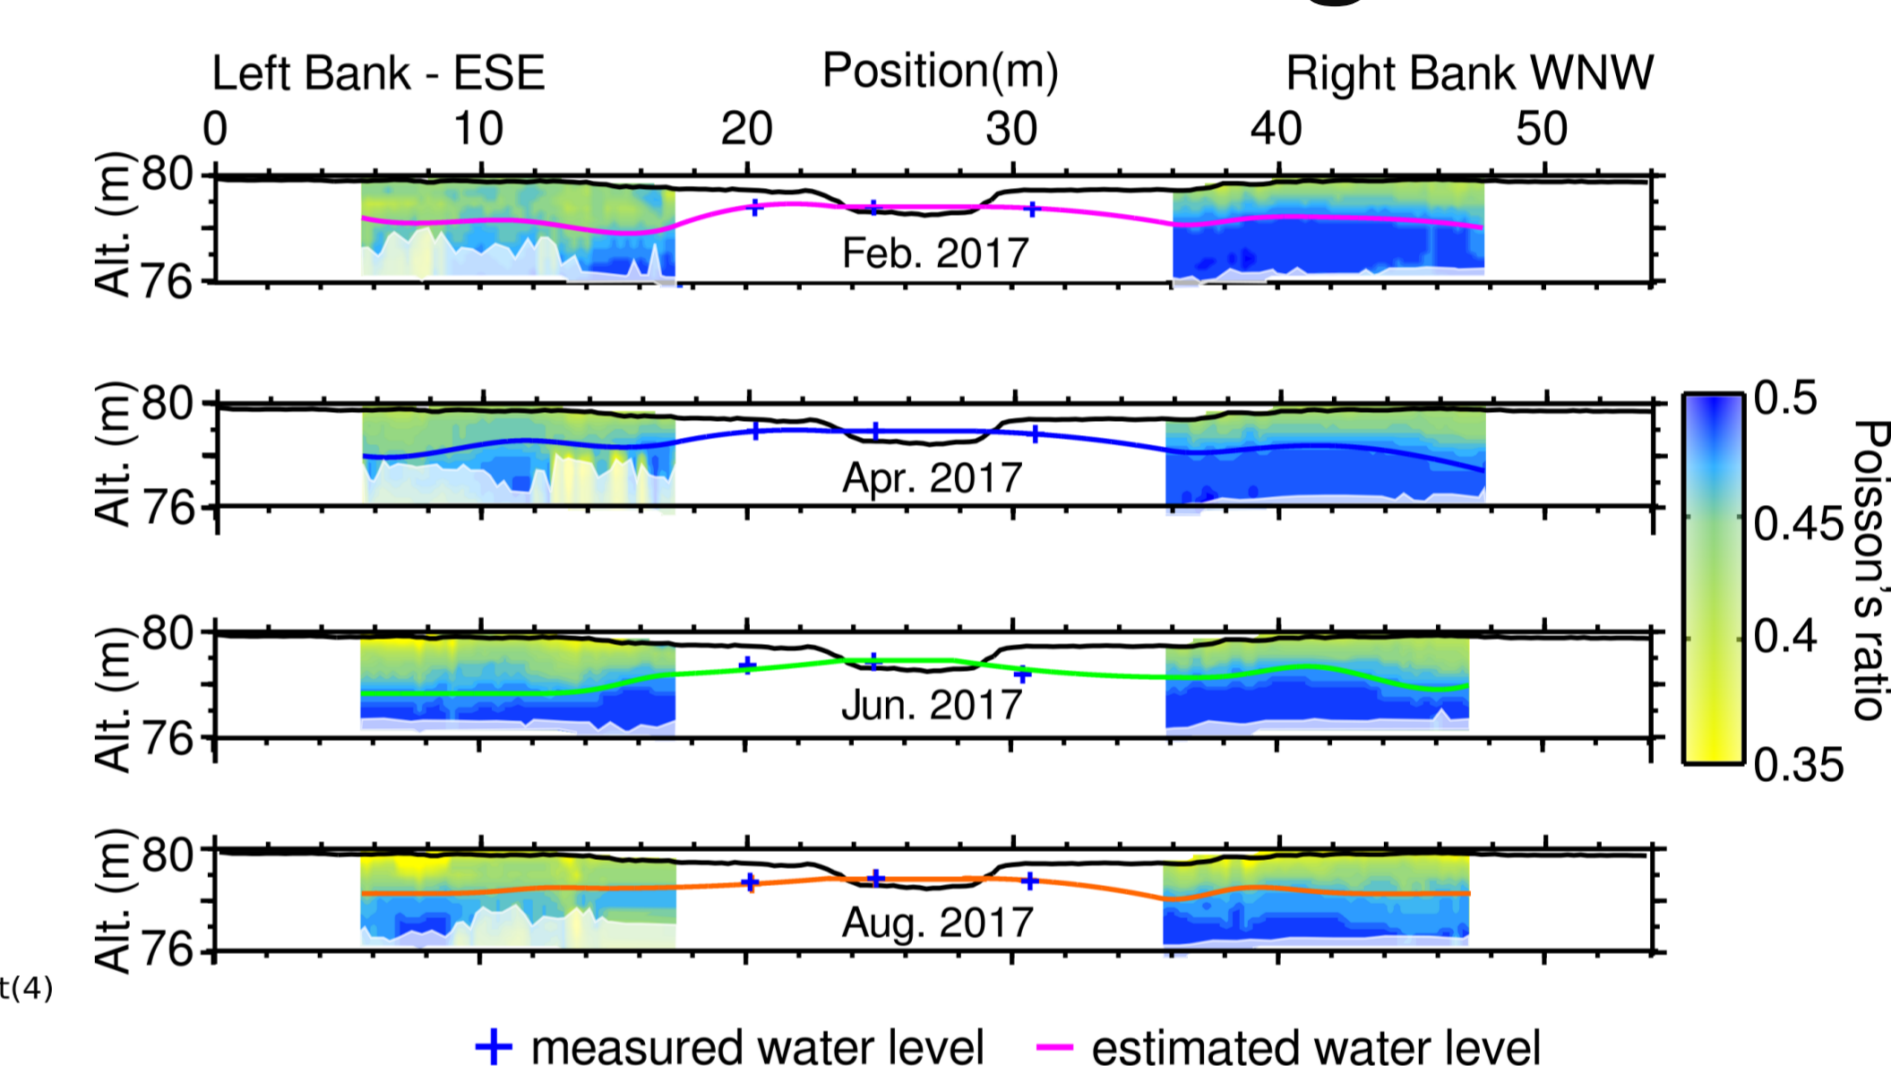 Left Bank - ESE Position(m) Right Bank WNW
0 10 20 30 40 50
Alt. (m)
80
76
Feb. 2017
Alt. (m)
80
76
Apr. 2017
Alt. (m)
80
76
Jun. 2017
Alt. (m)
80
76
Aug. 2017
0.5
0.45
0.4
0.35
Poisson's ratio
t(4)
measured water level estimated water level